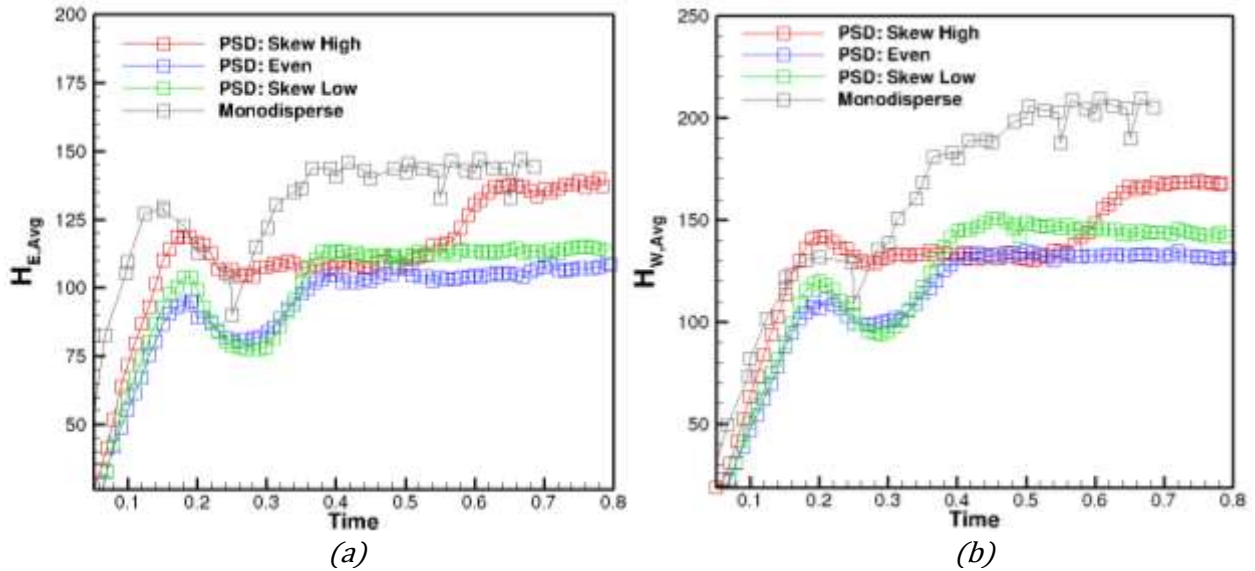 200
175
150
125
100
75
50
H_E,Avg
PSD: Skew High
PSD: Even
PSD: Skew Low
Monodisperse
0.1 0.2 0.3 0.4 0.5 0.6 0.7 0.8
Time
(a)
250
200
150
100
50
H_W,Avg
PSD: Skew High
PSD: Even
PSD: Skew Low
Monodisperse
0.1 0.2 0.3 0.4 0.5 0.6 0.7 0.8
Time
(b)